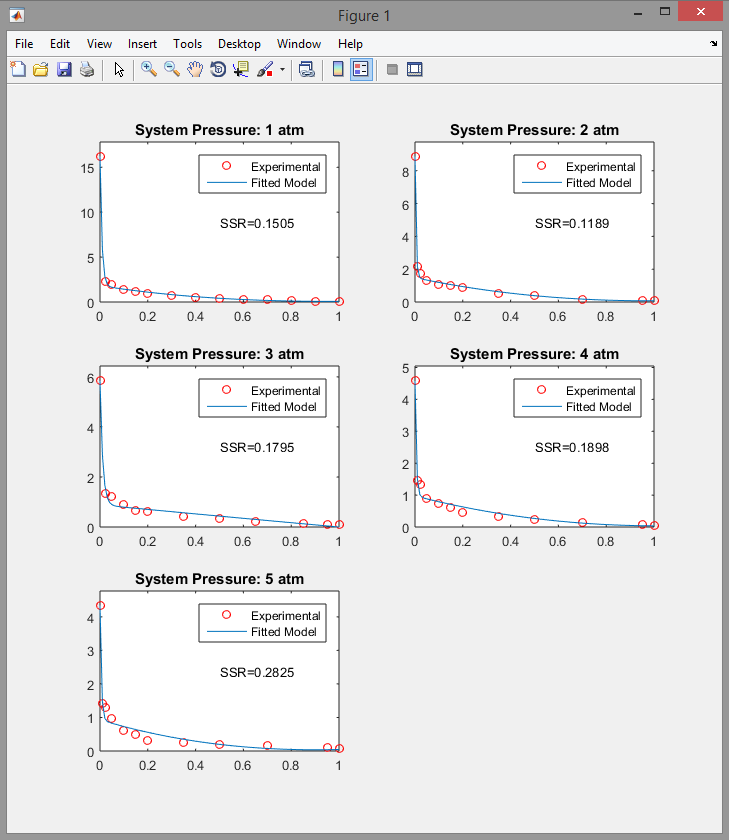 Figure 1
File Edit View Insert Tools Desktop Window Help
System Pressure: 1 atm
15
10
5
0
0 0.2 0.4 0.6 0.8 1
Experimental
Fitted Model
SSR=0.1505
System Pressure: 2 atm
8
6
4
2
0
0 0.2 0.4 0.6 0.8 1
Experimental
Fitted Model
SSR=0.1189
System Pressure: 3 atm
6
4
2
0
0 0.2 0.4 0.6 0.8 1
Experimental
Fitted Model
SSR=0.1795
System Pressure: 4 atm
5
4
3
2
1
0
0 0.2 0.4 0.6 0.8 1
Experimental
Fitted Model
SSR=0.1898
System Pressure: 5 atm
4
3
2
1
0
0 0.2 0.4 0.6 0.8 1
Experimental
Fitted Model
SSR=0.2825